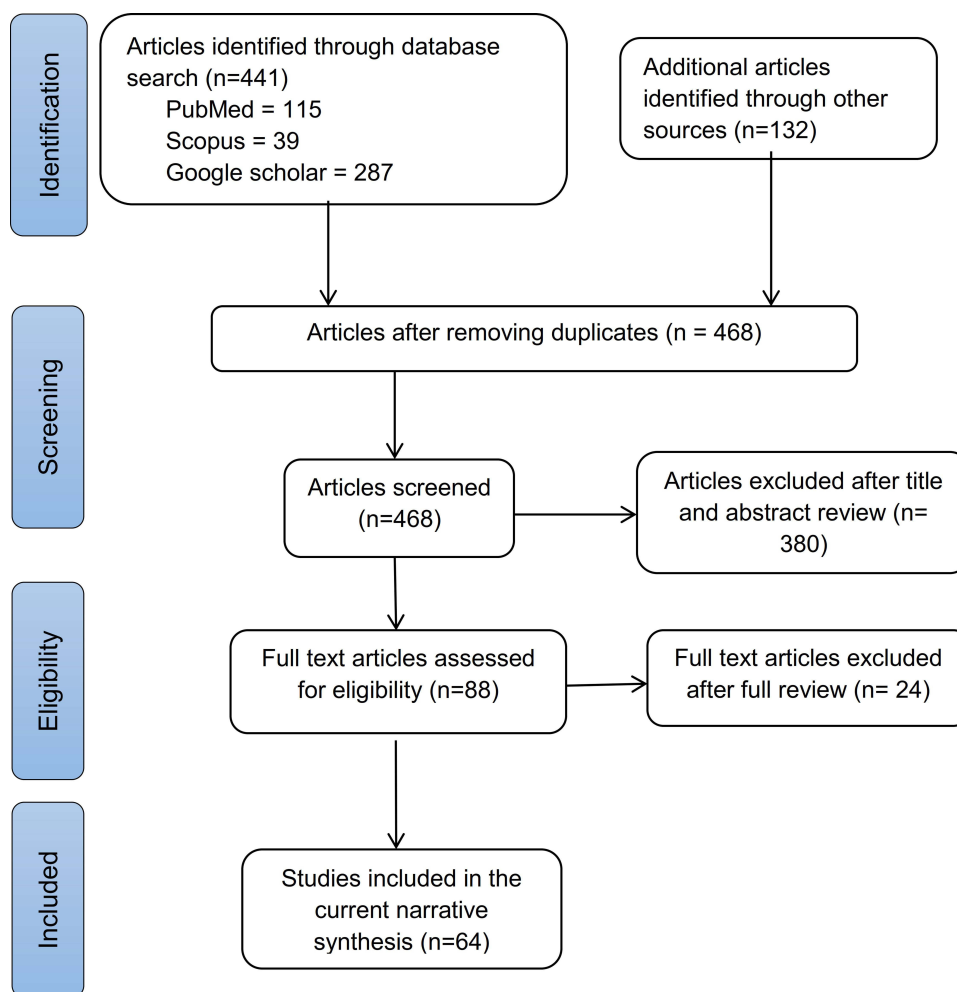 Identification
Articles identified through database
search (n=441)
PubMed = 115
Scopus = 39
Google scholar = 287
Additional articles
identified through other
sources (n=132)
Screening
Articles after removing duplicates (n = 468)
Articles screened
(n=468)
Articles excluded after title
and abstract review (n=
380)
Eligibility
Full text articles assessed
for eligibility (n=88)
Full text articles excluded
after full review (n= 24)
Included
Studies included in the
current narrative
synthesis (n=64)